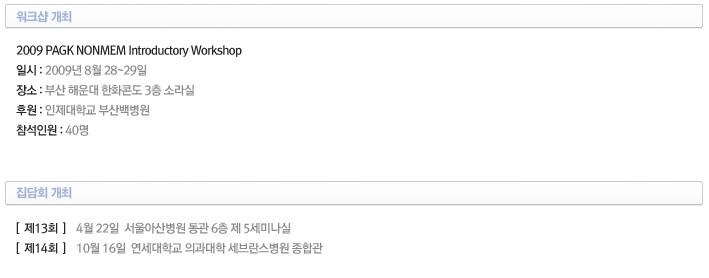 워크샵 개최
2009 PAGK NONMEM Introductory Workshop
일시 : 2009년 8월 28~29일
장소 : 부산 해운대 한화콘도 3층 소라실
후원 : 인제대학교 부산백병원
참석인원 : 40명
집담회 개최
[ 제13회 ] 4월 22일 서울아산병원 동관 6층 제 5세미나실
[ 제14회 ] 10월 16일 연세대학교 의과대학 세브란스병원 종합관